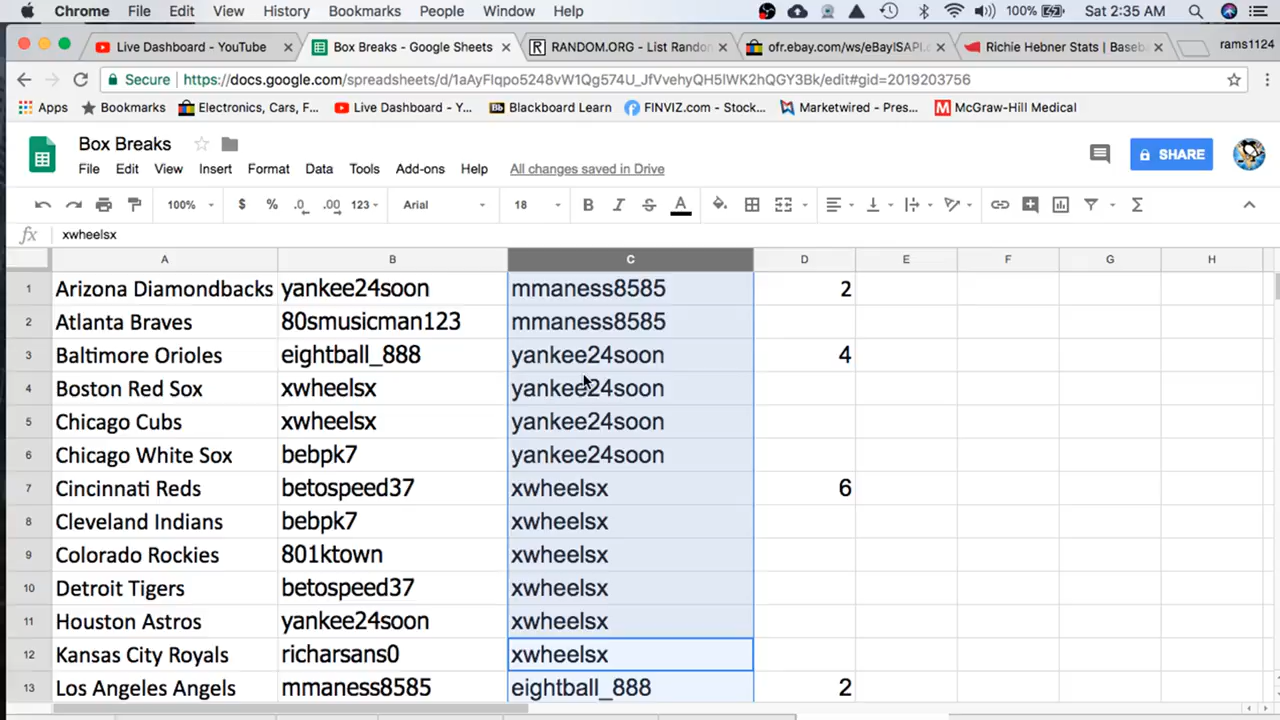 Chrome File Edit View History Bookmarks People Window Help 100% Sat 2:35 AM
Live Dashboard - YouTube Box Breaks - Google Sheets RANDOM.ORG - List Randon ofr.ebay.com/ws/eBayISAPI.c Richie Hebner Stats | Baseb rams1124
Secure https://docs.google.com/spreadsheets/d/1aAyFlqpo5248vW1Qg574U_JfVvehyQH5IWK2hQGY3Bk/edit#gid=2019203756
Apps Bookmarks Electronics, Cars, F... Live Dashboard - Y... Bb Blackboard Learn FINVIZ.com - Stock... Marketwired - Pres... M McGraw-Hill Medical
Box Breaks
File Edit View Insert Format Data Tools Add-ons Help All changes saved in Drive SHARE
100% $ % .0 .00 123 Arial 18 B I S A Σ
fx xwheelsx
A B C D E F G H
1 Arizona Diamondbacks yankee24soon mmaness8585 2
2 Atlanta Braves 80smusicman123 mmaness8585
3 Baltimore Orioles eightball_888 yankee24soon 4
4 Boston Red Sox xwheelsx yankee24soon
5 Chicago Cubs xwheelsx yankee24soon
6 Chicago White Sox bebpk7 yankee24soon
7 Cincinnati Reds betospeed37 xwheelsx 6
8 Cleveland Indians bebpk7 xwheelsx
9 Colorado Rockies 801ktown xwheelsx
10 Detroit Tigers betospeed37 xwheelsx
11 Houston Astros yankee24soon xwheelsx
12 Kansas City Royals richarsans0 xwheelsx
13 Los Angeles Angels mmaness8585 eightball_888 2